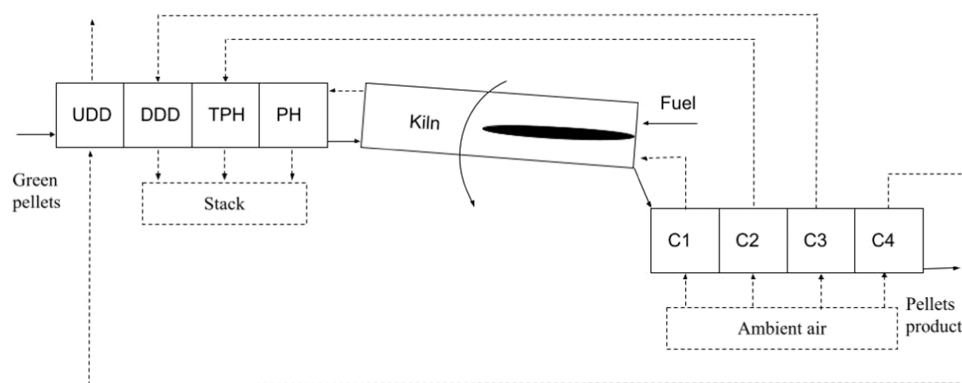 UDD
DDD
TPH
PH
Kiln
Fuel
Green
pellets
Stack
C1
C2
C3
C4
Ambient air
Pellets
product